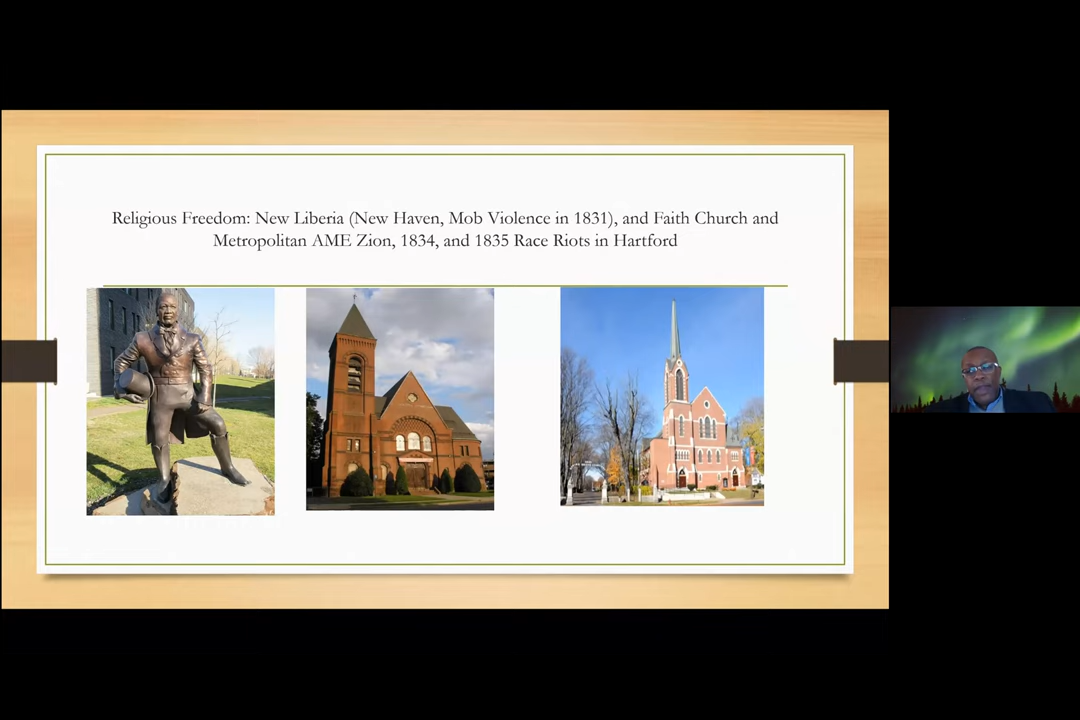 Religious Freedom: New Liberia (New Haven, Mob Violence in 1831), and Faith Church and
Metropolitan AME Zion, 1834, and 1835 Race Riots in Hartford